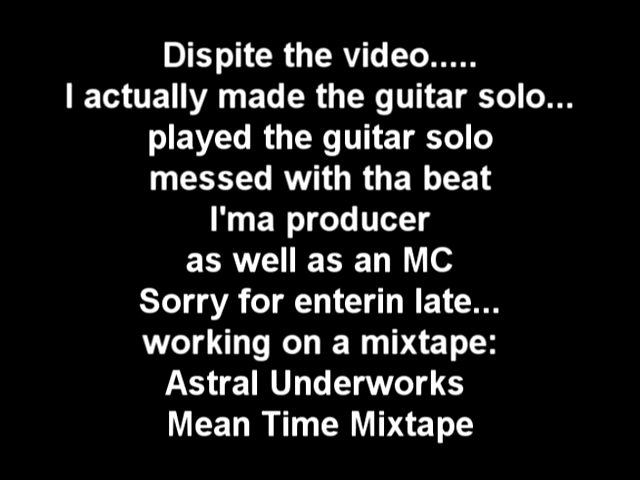 Dispite the video.....
I actually made the guitar solo...
played the guitar solo
messed with tha beat
I'ma producer
as well as an MC
Sorry for enterin late...
working on a mixtape:
Astral Underworks
Mean Time Mixtape